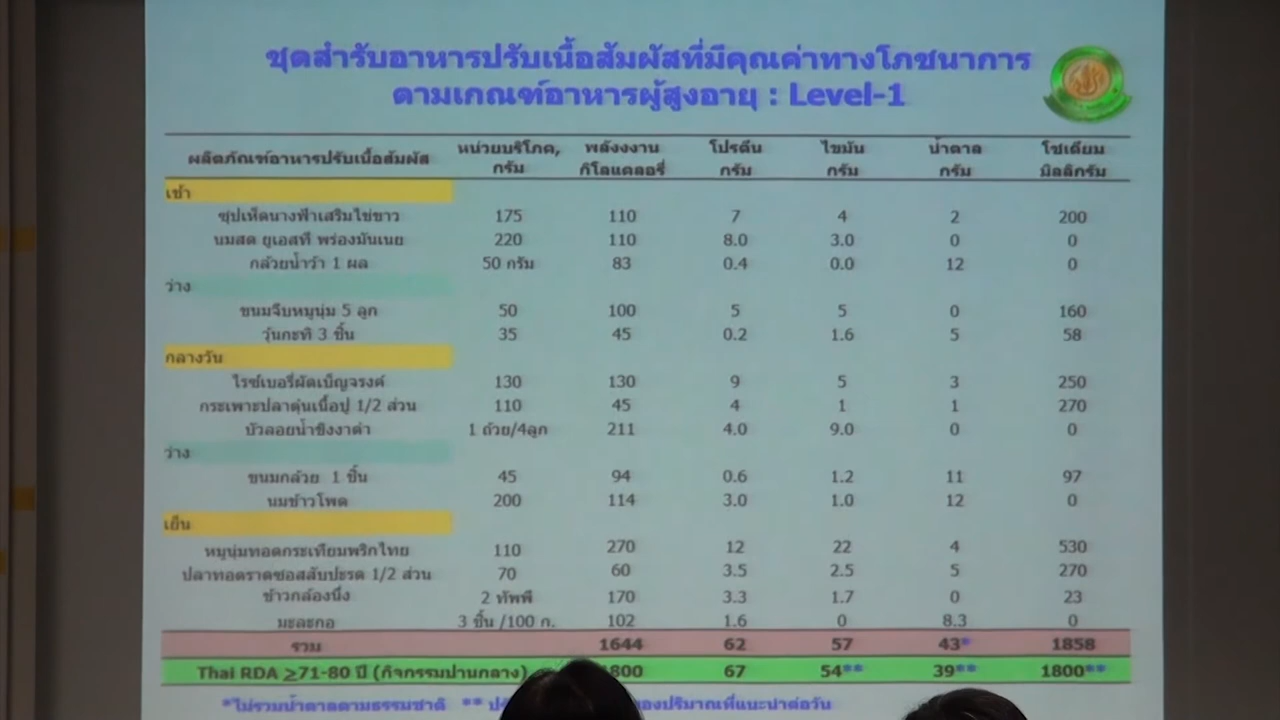 ชุดสำรับอาหารปรับเนื้อสัมผัสที่มีคุณค่าทางโภชนาการ
ตามเกณฑ์อาหารผู้สูงอายุ : Level-1
ผลิตภัณฑ์อาหารปรับเนื้อสัมผัส หน่วยบริโภค, กรัม พลังงงาน กิโลแคลอรี่ โปรตีน กรัม ไขมัน กรัม น้ำตาล กรัม โซเดียม มิลลิกรัม
เช้า
ซุปเห็ดนางฟ้าเสริมไข่ขาว 175 110 7 4 2 200
นมสด ยูเอสที พร่องมันเนย 220 110 8.0 3.0 0 0
กล้วยน้ำว้า 1 ผล 50 กรัม 83 0.4 0.0 12 0
ว่าง
ขนมจีบหมูนุ่ม 5 ลูก 50 100 5 5 0 160
วุ้นกะทิ 3 ชิ้น 35 45 0.2 1.6 5 58
กลางวัน
ไรซ์เบอรี่ผัดเบ็ญจรงค์ 130 130 9 5 3 250
กระเพาะปลาตุ๋นเนื้อปู 1/2 ส่วน 110 45 4 1 1 270
บัวลอยน้ำขิงงาดำ 1 ถ้วย/4ลูก 211 4.0 9.0 0 0
ว่าง
ขนมกล้วย 1 ชิ้น 45 94 0.6 1.2 11 97
นมข้าวโพด 200 114 3.0 1.0 12 0
เย็น
หมูนุ่มทอดกระเทียมพริกไทย 110 270 12 22 4 530
ปลาทอดราดซอสสับปะรด 1/2 ส่วน 70 60 3.5 2.5 5 270
ข้าวกล้องนึ่ง 2 ทัพพี 170 3.3 1.7 0 23
มะละกอ 3 ชิ้น /100 ก. 102 1.6 0 8.3 0
รวม 1644 62 57 43* 1858
Thai RDA ≥71-80 ปี (กิจกรรมปานกลาง) 800 67 54** 39** 1800**
*ไม่รวมน้ำตาลตามธรรมชาติ ** ของปริมาณที่แนะนำต่อวัน